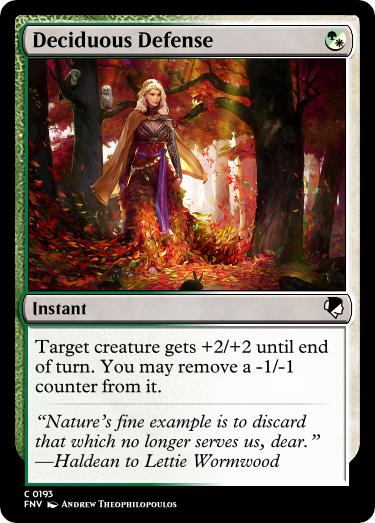 Deciduous Defense
Instant
Target creature gets +2/+2 until end
of turn. You may remove a -1/-1
counter from it.
“Nature’s fine example is to discard
that which no longer serves us, dear.”
—Haldean to Lettie Wormwood
C 0193
FNV Andrew Theophilopoulos